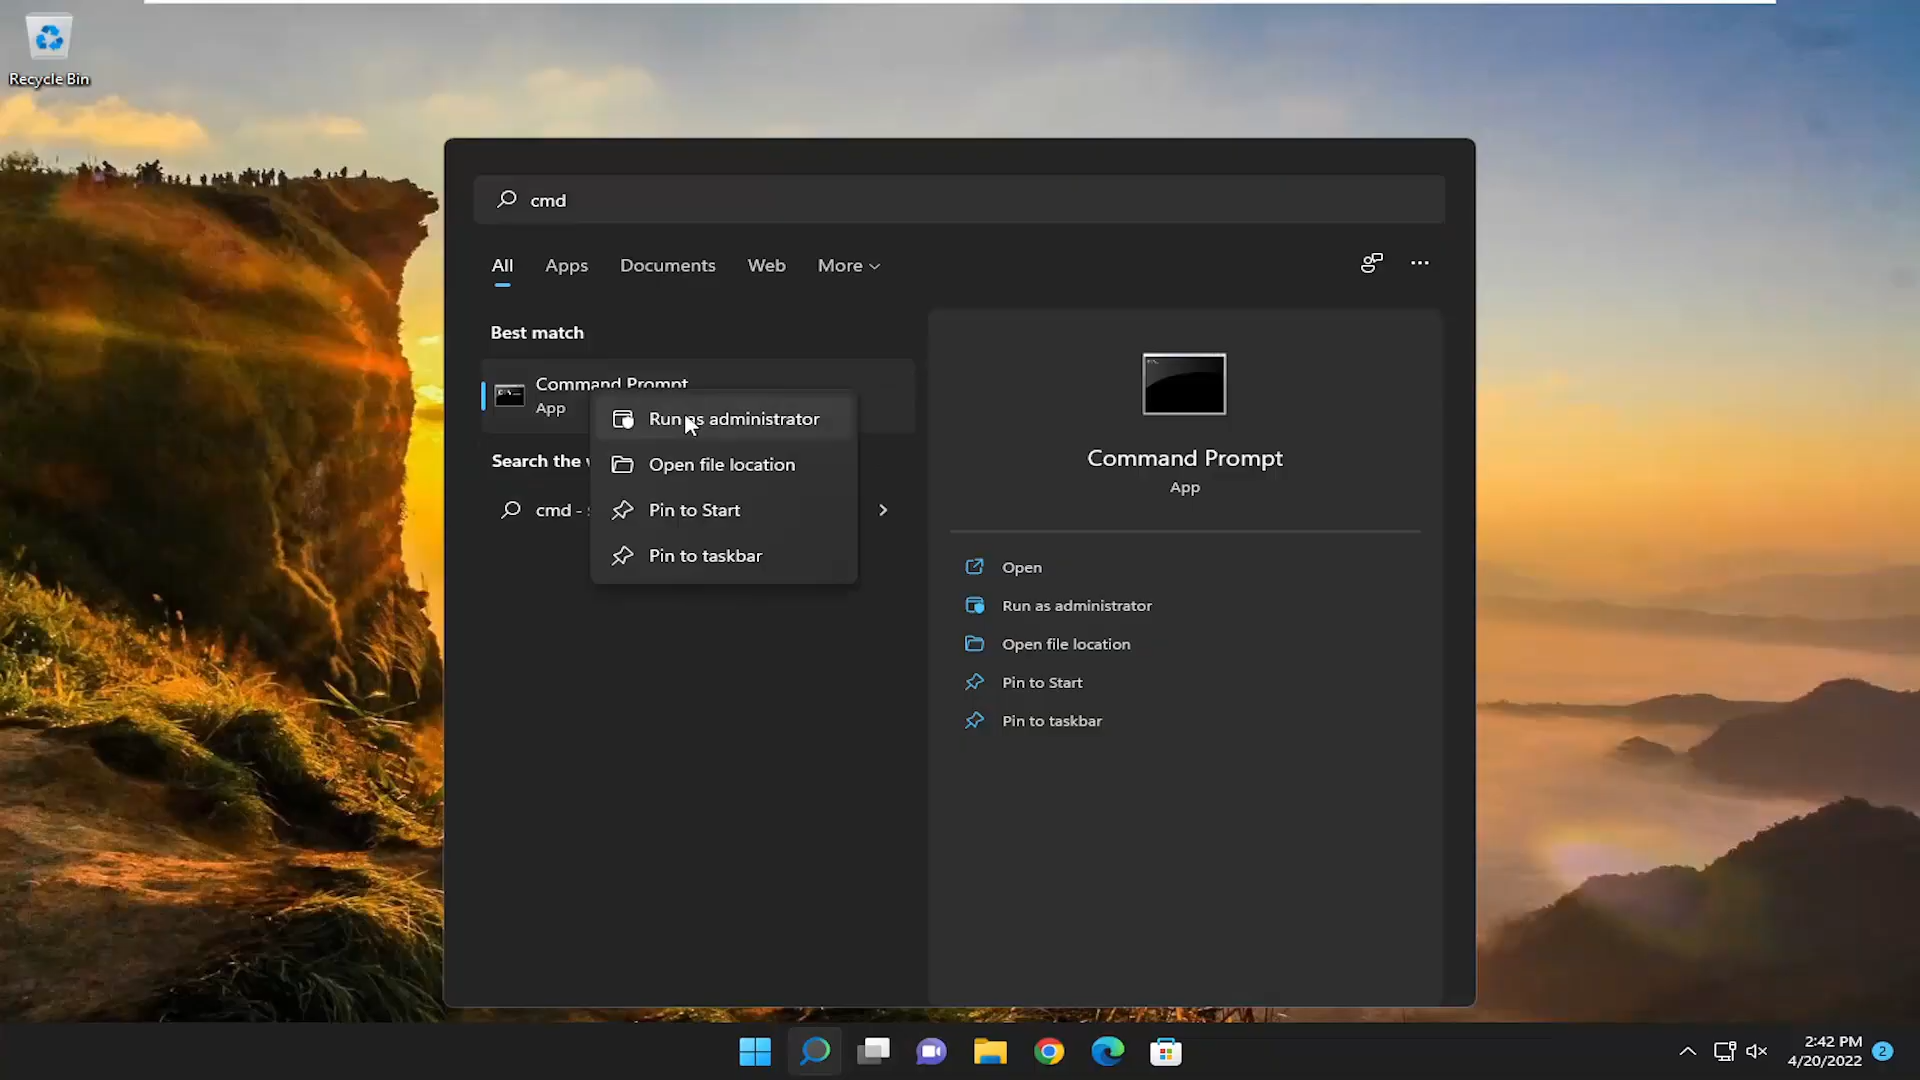 Recycle Bin
cmd
All
Apps
Documents
Web
More
Best match
Command Prompt
App
Run as administrator
Open file location
Pin to Start
Pin to taskbar
Search the
cmd -
Command Prompt
App
Open
Run as administrator
Open file location
Pin to Start
Pin to taskbar
2:42 PM
4/20/2022
2